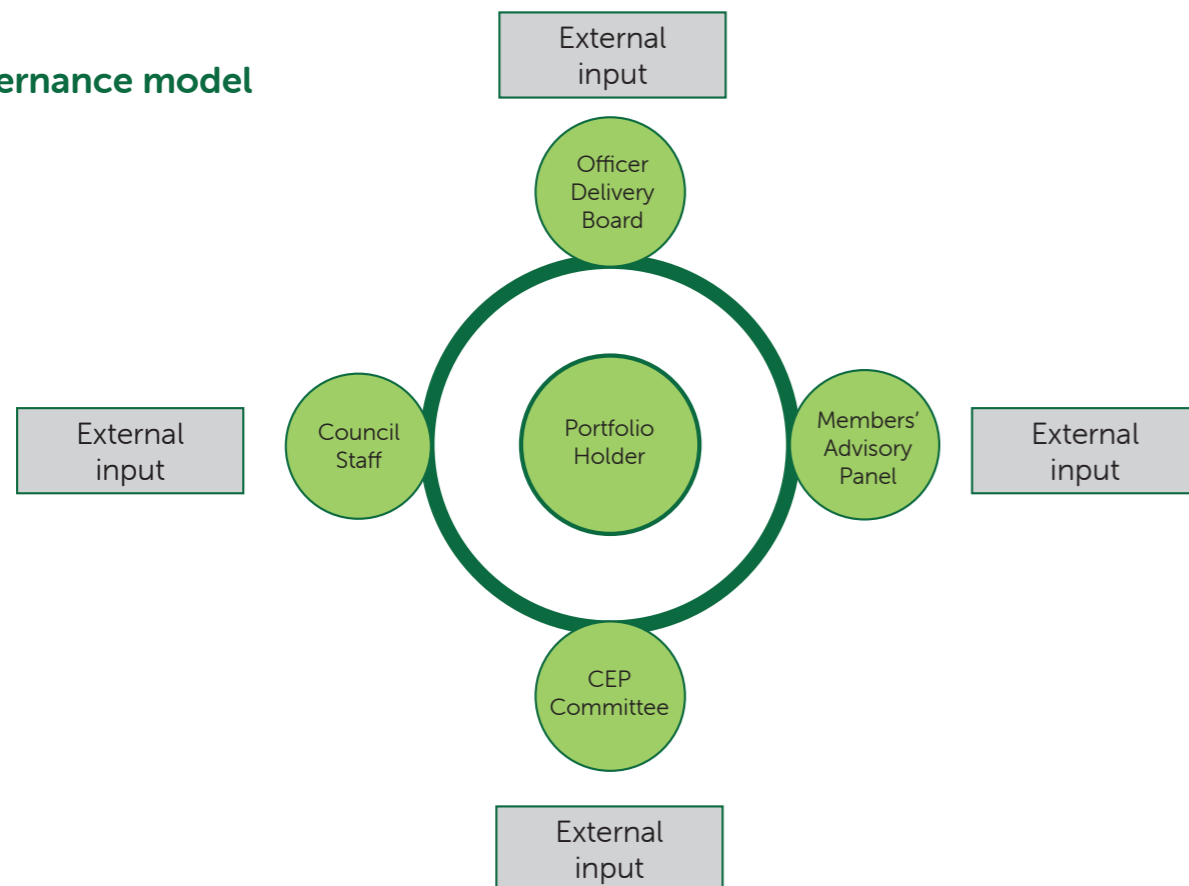 ernance model
External
input
Officer
Delivery
Board
External
input
Council
Staff
Portfolio
Holder
Members’
Advisory
Panel
External
input
CEP
Committee
External
input